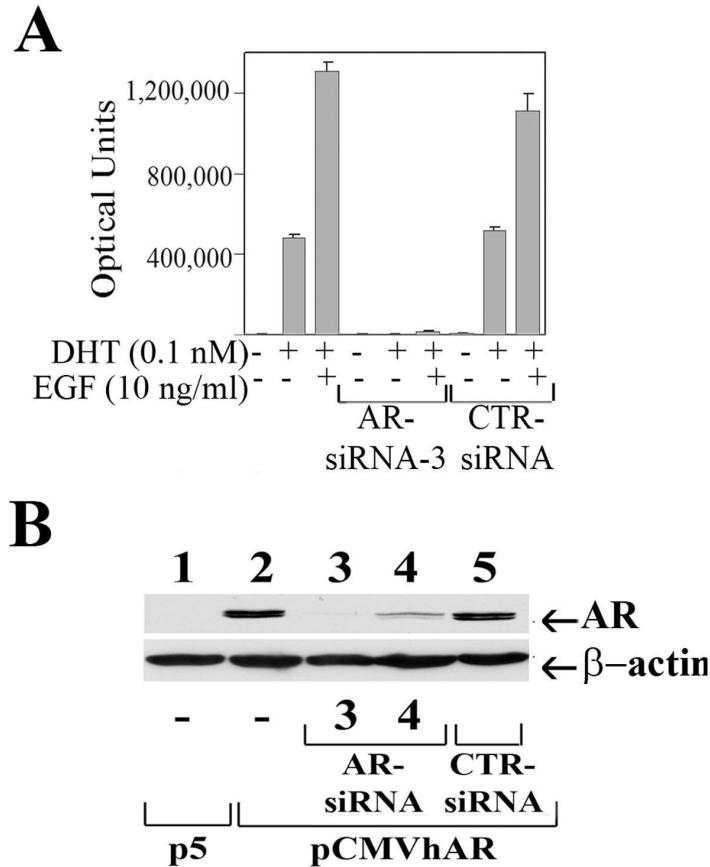 A
Optical Units
1,200,000
800,000
400,000
DHT (0.1 nM) - + + - + + - + +
EGF (10 ng/ml) - - + - - + - - +
AR-
siRNA-3
CTR-
siRNA
B
1 2 3 4 5
←AR
←β-actin
- - 3 4
AR-
siRNA
CTR-
siRNA
p5
pCMVhAR